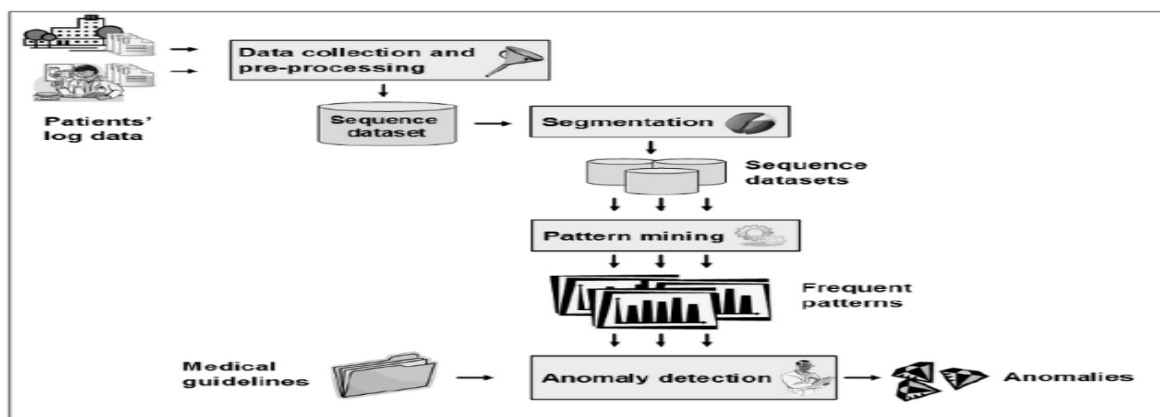 Data collection and
pre-processing
Patients'
log data
Sequence
dataset
Segmentation
Sequence
datasets
Pattern mining
Frequent
patterns
Medical
guidelines
Anomaly detection
Anomalies